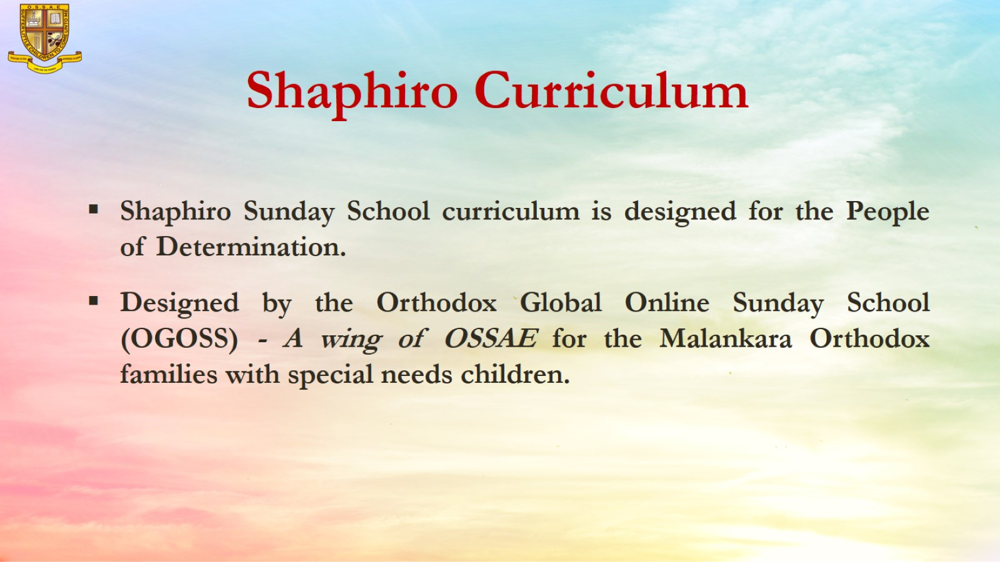 O.S.S.A.E
SUFFER LITTLE CHILDREN TO COME UNTO ME
Shaphiro Curriculum
▪ Shaphiro Sunday School curriculum is designed for the People
of Determination.
▪ Designed by the Orthodox Global Online Sunday School
(OGOSS) - A wing of OSSAE for the Malankara Orthodox
families with special needs children.